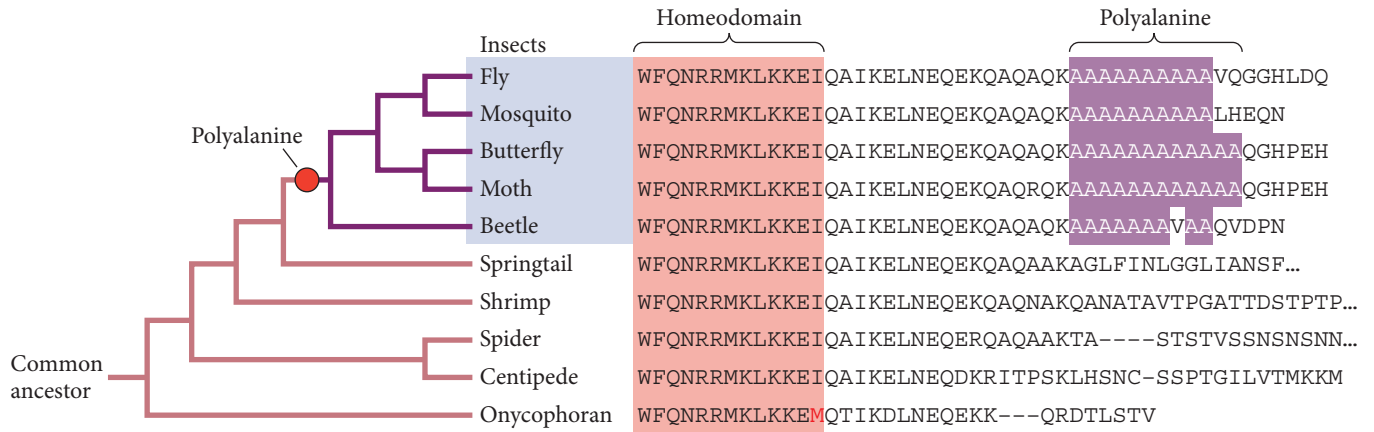 Homeodomain Polyalanine
Insects
Fly WFQNRRMKLKKEIQAIKELNEQEKQAQAQKAAAAAAAAAAVQGGHLDQ
Mosquito WFQNRRMKLKKEIQAIKELNEQEKQAQAQKAAAAAAAAAALHEQN
Polyalanine
Butterfly WFQNRRMKLKKEIQAIKELNEQEKQAQAQKAAAAAAAAAAAAQGHPEH
Moth WFQNRRMKLKKEIQAIKELNEQEKQAQRQKAAAAAAAAAAAAQGHPEH
Beetle WFQNRRMKLKKEIQAIKELNEQEKQAQAQKAAAAAAAVAAQVDPN
Springtail WFQNRRMKLKKEIQAIKELNEQEKQAQAAKAGLFINLGGLIANSF...
Shrimp WFQNRRMKLKKEIQAIKELNEQEKQAQNAKQANATAVTPGATTDSTPTP...
Spider WFQNRRMKLKKEIQAIKELNEQERQAQAAKTA----STSTVSSNSNSNN...
Common
ancestor
Centipede WFQNRRMKLKKEIQAIKELNEQDKRITPSKLHSNC-SSPTGILVTMKKM
Onycophoran WFQNRRMKLKKEMQTIKDLNEQEKK---QRDTLSTV